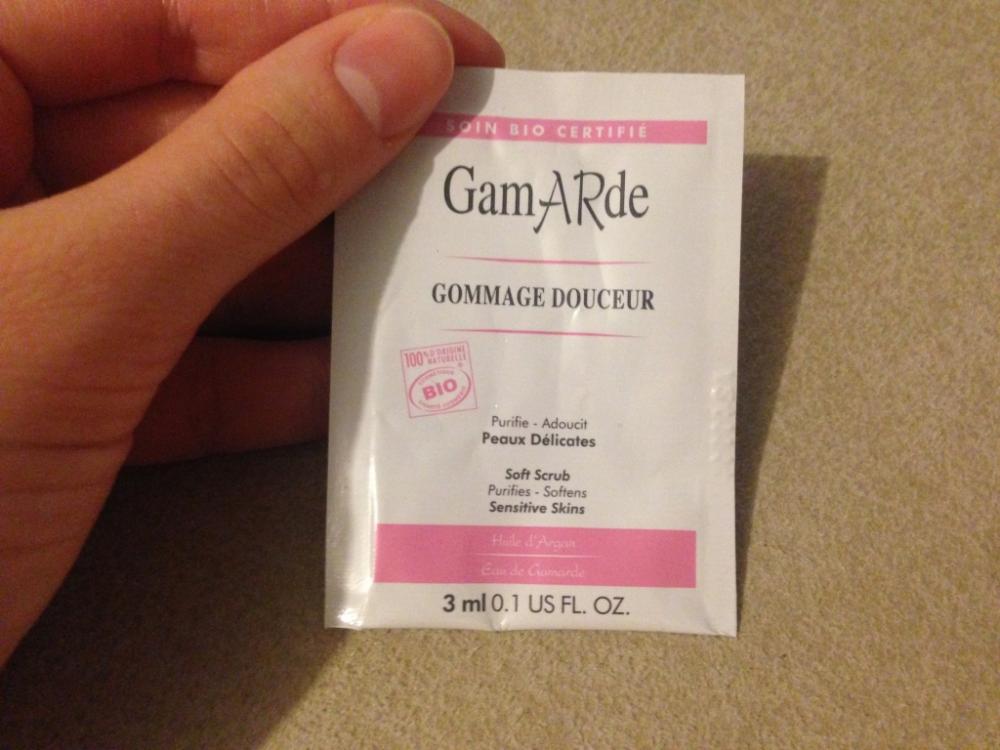 SOIN BIO CERTIFIÉ
GamARde
GOMMAGE DOUCEUR
100% D'ORIGINE
NATURELLE
BIO
Purifie - Adoucit
Peaux Délicates
Soft Scrub
Purifies - Softens
Sensitive Skins
Huile d'Argan
Eau de Gamarde
3 ml 0.1 US FL. OZ.